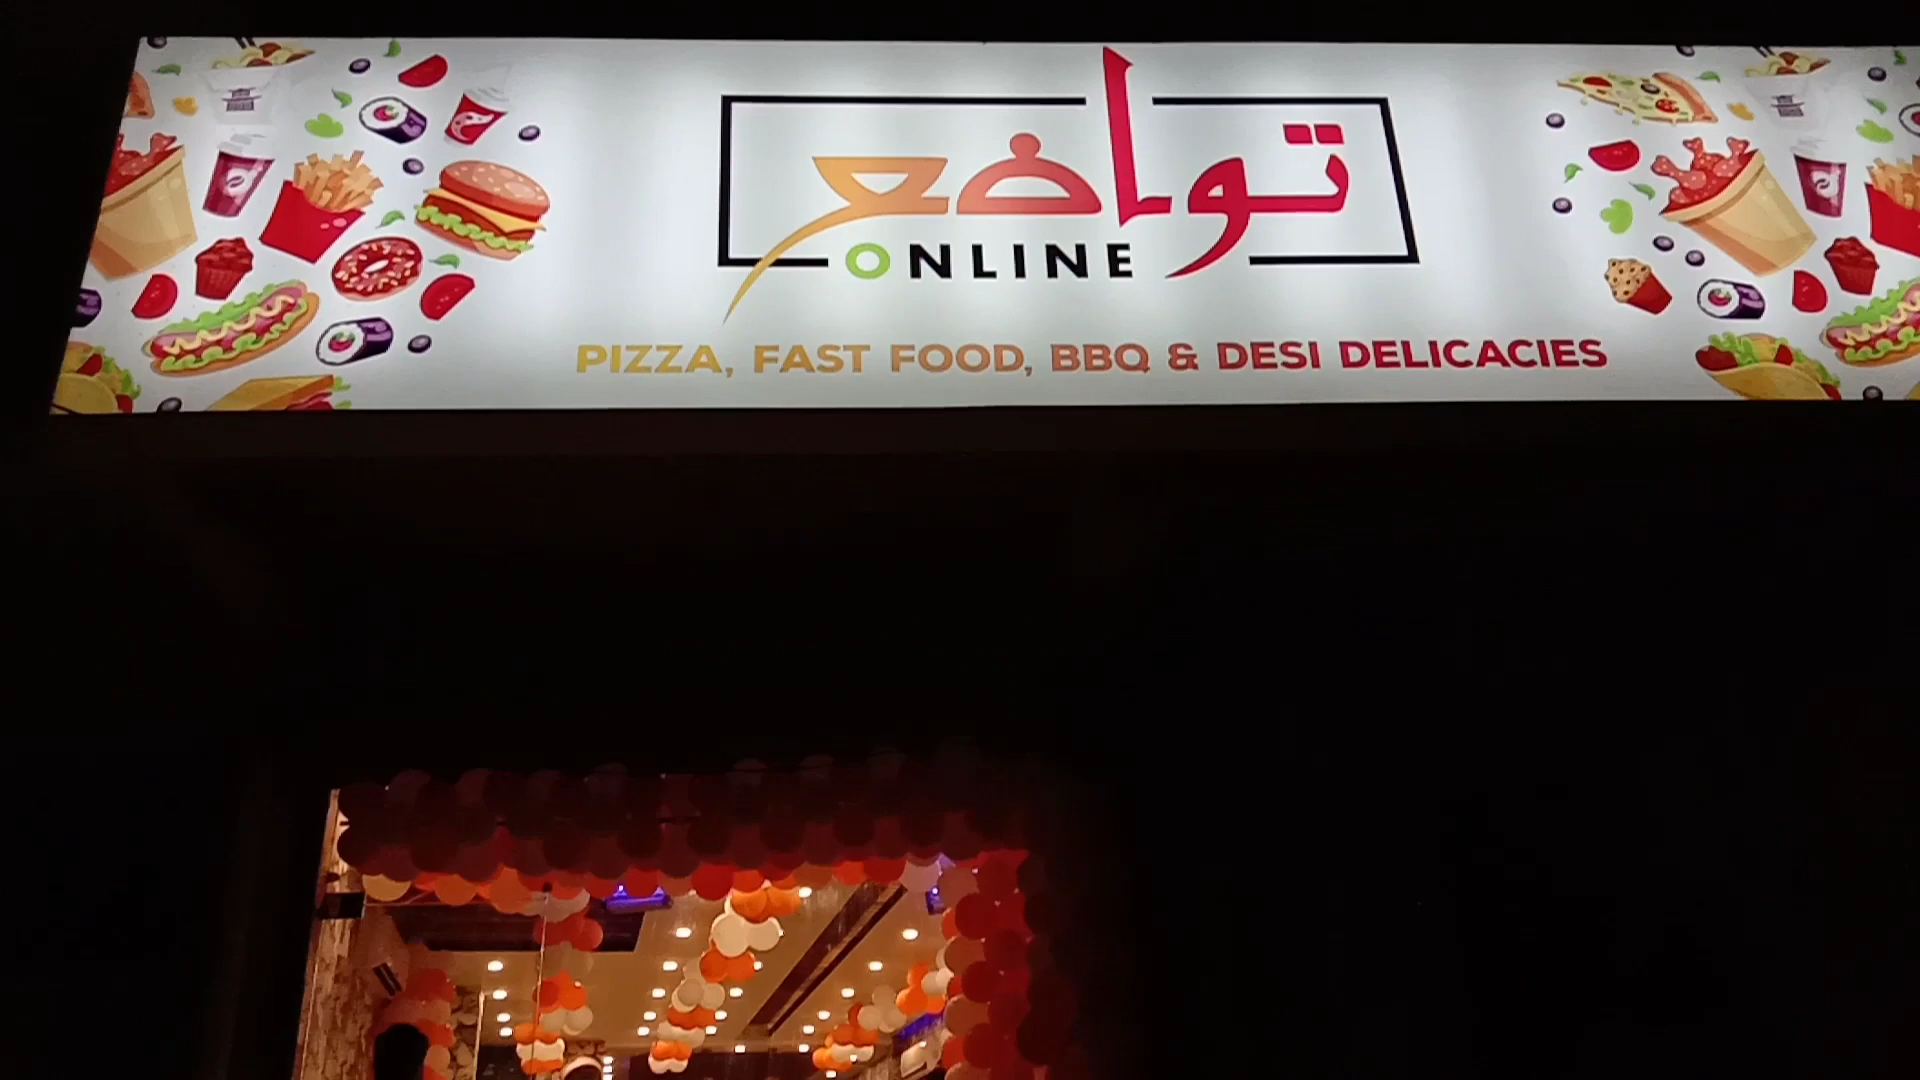 تواضع
ONLINE
PIZZA, FAST FOOD, BBQ & DESI DELICACIES